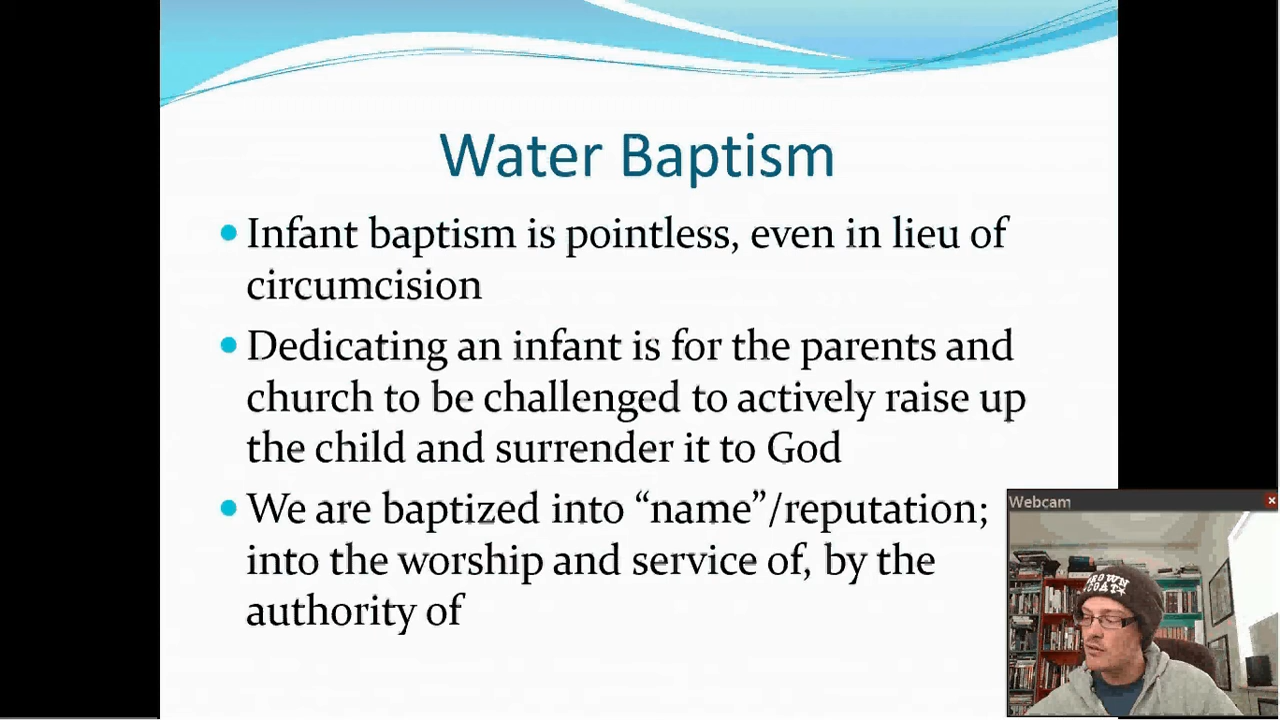 Water Baptism
Infant baptism is pointless, even in lieu of
circumcision
Dedicating an infant is for the parents and
church to be challenged to actively raise up
the child and surrender it to God
We are baptized into “name”/reputation;
into the worship and service of, by the
authority of
Webcam
BROWN
COAT